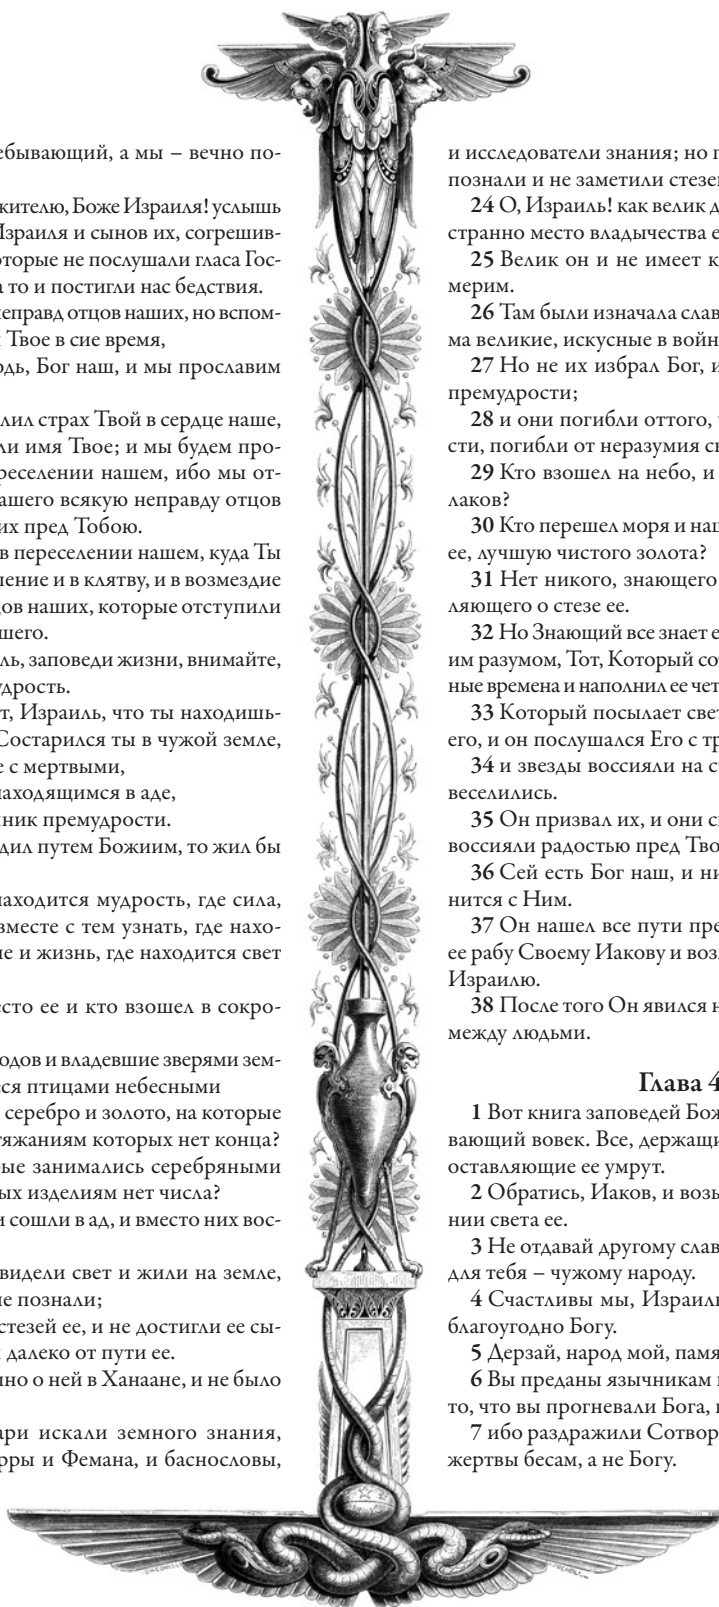 ебывающий, а мы – вечно по-
жителю, Боже Израиля! услышь
Израиля и сынов их, согрешив-
оторые не послушали гласа Гос-
а то и постигли нас бедствия.
неправд отцов наших, но вспом-
Твое в сие время,
одь, Бог наш, и мы прославим
лил страх Твой в сердце наше,
ли имя Твое; и мы будем про-
реселении нашем, ибо мы от-
ашего всякую неправду отцов
их пред Тобою.
в переселении нашем, куда Ты
шение и в клятву, и в возмездие
цов наших, которые отступили
шего.
ль, заповеди жизни, внимайте,
удрость.
т, Израиль, что ты находишь-
Состарился ты в чужой земле,
е с мертвыми,
находящимся в аде,
чник премудрости.
дил путем Божиим, то жил бы
находится мудрость, где сила,
вместе с тем узнать, где нахо-
ие и жизнь, где находится свет
сто ее и кто взошел в сокро-
одов и владевшие зверями зем-
еся птицами небесными
серебро и золото, на которые
тяжаниям которых нет конца?
рые занимались серебряными
ых изделиям нет числа?
и сошли в ад, и вместо них вос-
видели свет и жили на земле,
не познали;
стезей ее, и не достигли ее сы-
и далеко от пути ее.
но о ней в Ханаане, и не было
ари искали земного знания,
рры и Фемана, и баснословы,
и исследователи знания; но п
познали и не заметили стезе
24 О, Израиль! как велик д
странно место владычества е
25 Велик он и не имеет к
мерим.
26 Там были изначала слав
ма великие, искусные в войн
27 Но не их избрал Бог, и
премудрости;
28 и они погибли оттого,
сти, погибли от неразумия св
29 Кто взошел на небо, и
лаков?
30 Кто перешел моря и наш
ее, лучшую чистого золота?
31 Нет никого, знающего
ляющего о стезе ее.
32 Но Знающий все знает е
им разумом, Тот, Который сот
ные времена и наполнил ее чет
33 Который посылает свет
его, и он послушался Его с тр
34 и звезды воссияли на ст
веселились.
35 Он призвал их, и они ск
воссияли радостью пред Тво
36 Сей есть Бог наш, и ни
нится с Ним.
37 Он нашел все пути пре
ее рабу Своему Иакову и возл
Израилю.
38 После того Он явился н
между людьми.
Глава 4
1 Вот книга заповедей Бож
вающий вовек. Все, держащи
оставляющие ее умрут.
2 Обратись, Иаков, и возь
нии света ее.
3 Не отдавай другому слав
для тебя – чужому народу.
4 Счастливы мы, Израиль
благоугодно Богу.
5 Дерзай, народ мой, памя
6 Вы преданы язычникам н
то, что вы прогневали Бога, п
7 ибо раздражили Сотвор
жертвы бесам, а не Богу.